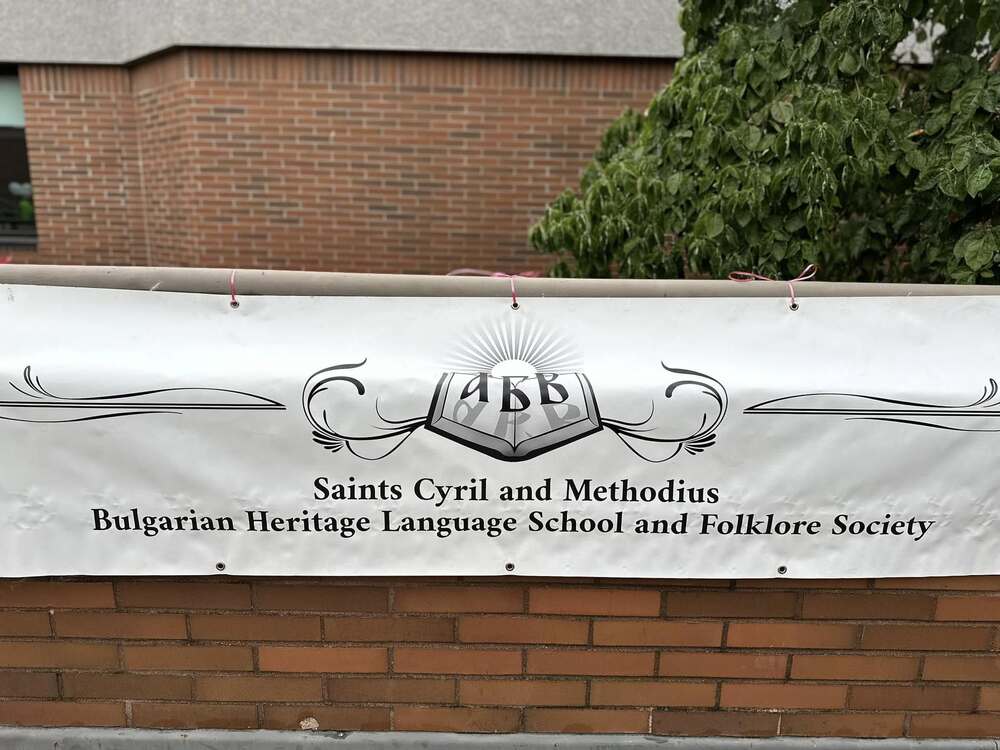 АБВ
Saints Cyril and Methodius
Bulgarian Heritage Language School and Folklore Society